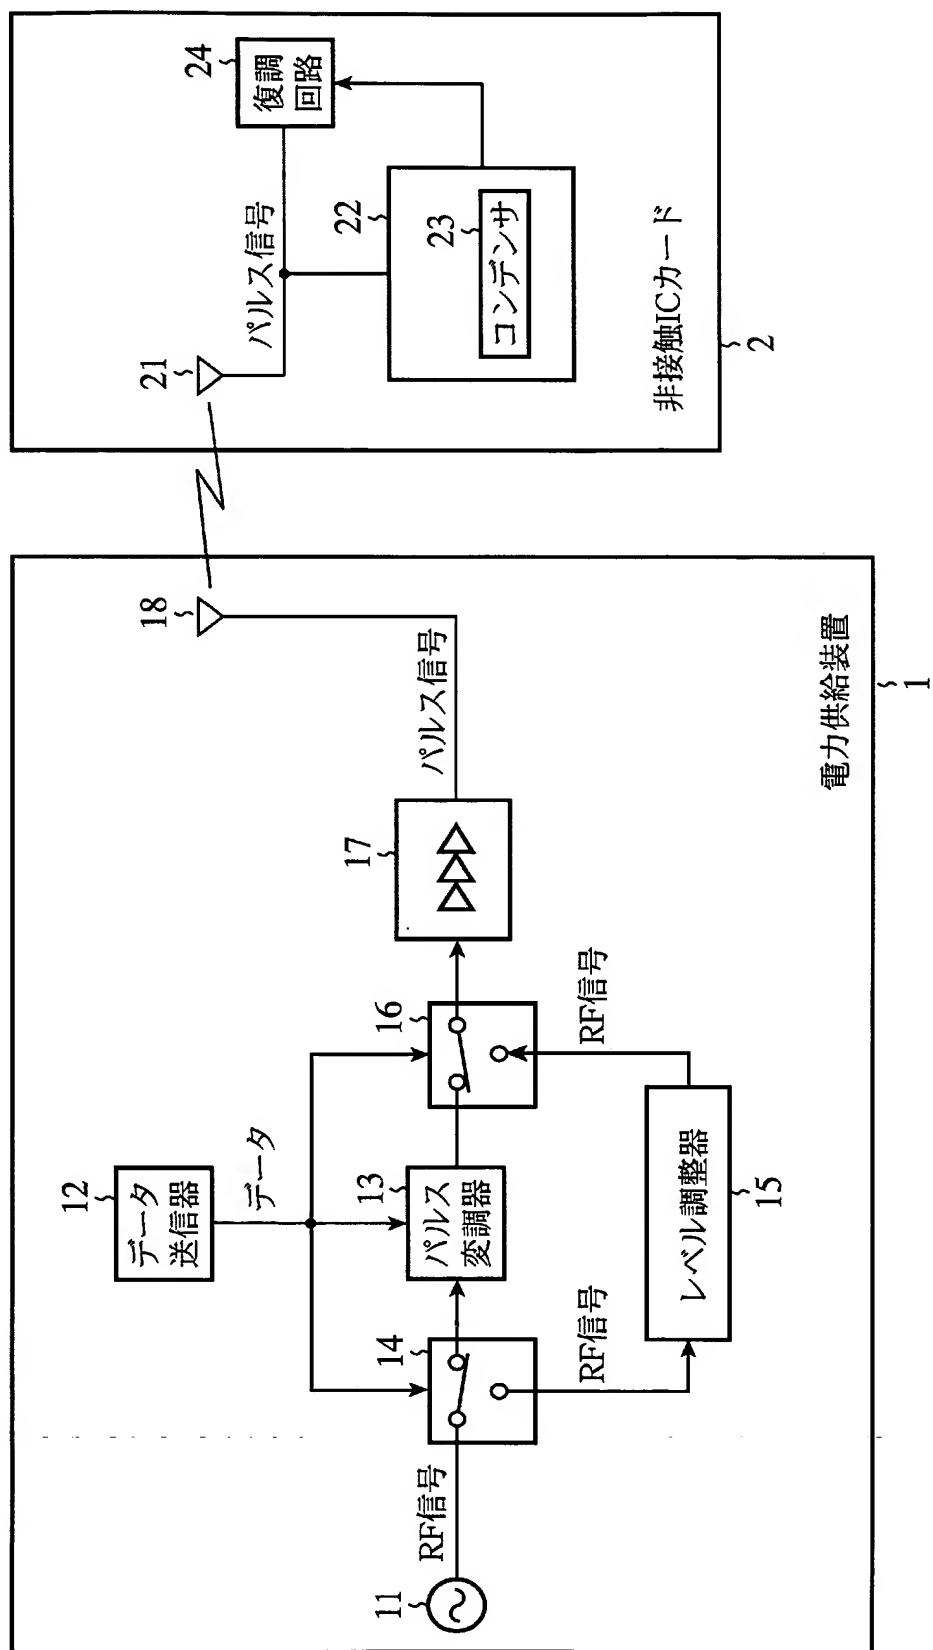 11
RF信号
14
RF信号
12
データ
送信器
データ
13
パルス
変調器
レベル調整器
15
16
RF信号
17
パルス信号
18
電力供給装置
1
21
パルス信号
22
23
コンデンサ
24
復調
回路
非接触ICカード
2